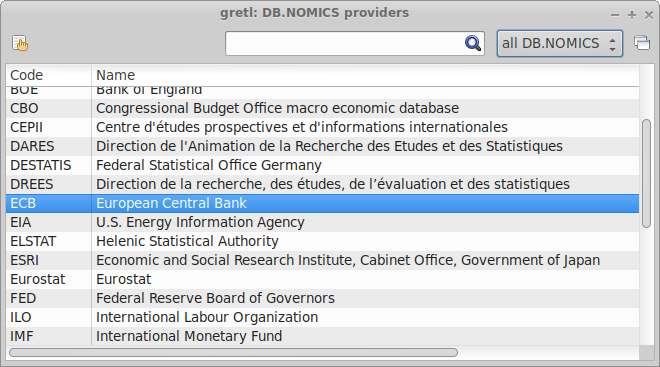 gretl: DB.NOMICS providers
all DB.NOMICS
Code Name
BOE Bank of England
CBO Congressional Budget Office macro economic database
CEPII Centre d'études prospectives et d'informations internationales
DARES Direction de l'Animation de la Recherche des Etudes et des Statistiques
DESTATIS Federal Statistical Office Germany
DREES Direction de la recherche, des études, de l’évaluation et des statistiques
ECB European Central Bank
EIA U.S. Energy Information Agency
ELSTAT Helenic Statistical Authority
ESRI Economic and Social Research Institute, Cabinet Office, Government of Japan
Eurostat Eurostat
FED Federal Reserve Board of Governors
ILO International Labour Organization
IMF International Monetary Fund